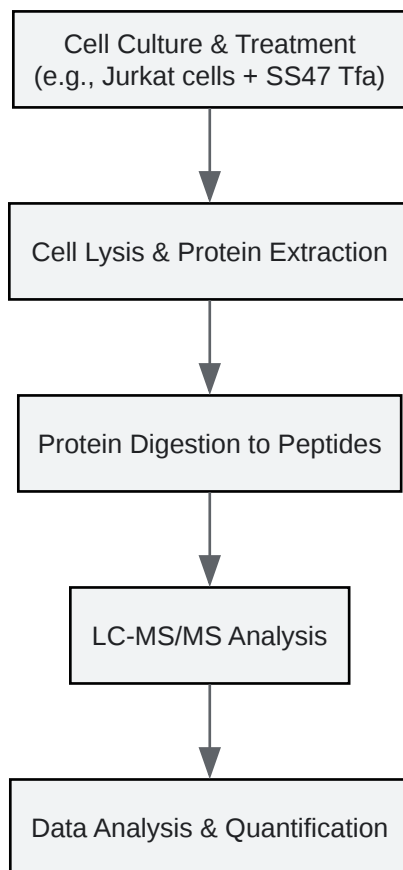 Cell Culture & Treatment
(e.g., Jurkat cells + SS47 Tfa)
Cell Lysis & Protein Extraction
Protein Digestion to Peptides
LC-MS/MS Analysis
Data Analysis & Quantification